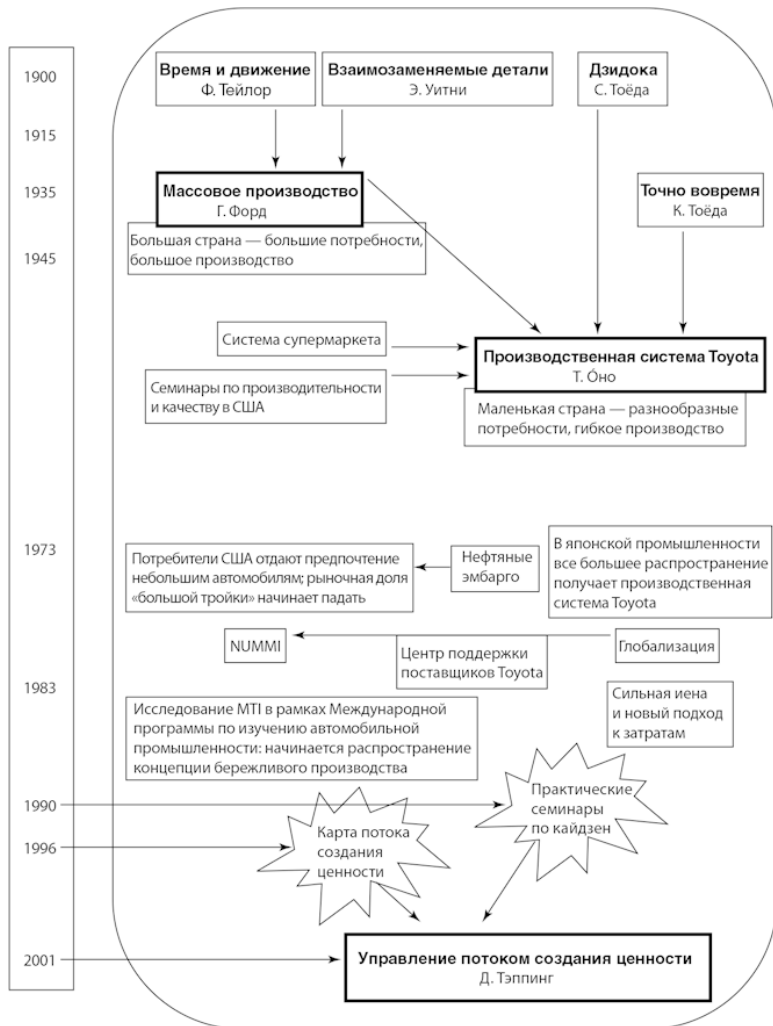 1900
1915
1935
1945
1973
1983
1990
1996
2001
Время и движение
Ф. Тейлор
Взаимозаменяемые детали
Э. Уитни
Дзидока
С. Тоёда
Массовое производство
Г. Форд
Большая страна — большие потребности,
большое производство
Точно вовремя
К. Тоёда
Система супермаркета
Семинары по производительности
и качеству в США
Производственная система Toyota
Т. О́но
Маленькая страна — разнообразные
потребности, гибкое производство
Потребители США отдают предпочтение
небольшим автомобилям; рыночная доля
«большой тройки» начинает падать
Нефтяные
эмбарго
В японской промышленности
все большее распространение
получает производственная
система Toyota
NUMMI
Центр поддержки
поставщиков Toyota
Глобализация
Исследование MTI в рамках Международной
программы по изучению автомобильной
промышленности: начинается распространение
концепции бережливого производства
Сильная иена
и новый подход
к затратам
Практические
семинары
по кайдзен
Карта потока
создания
ценности
Управление потоком создания ценности
Д. Тэппинг